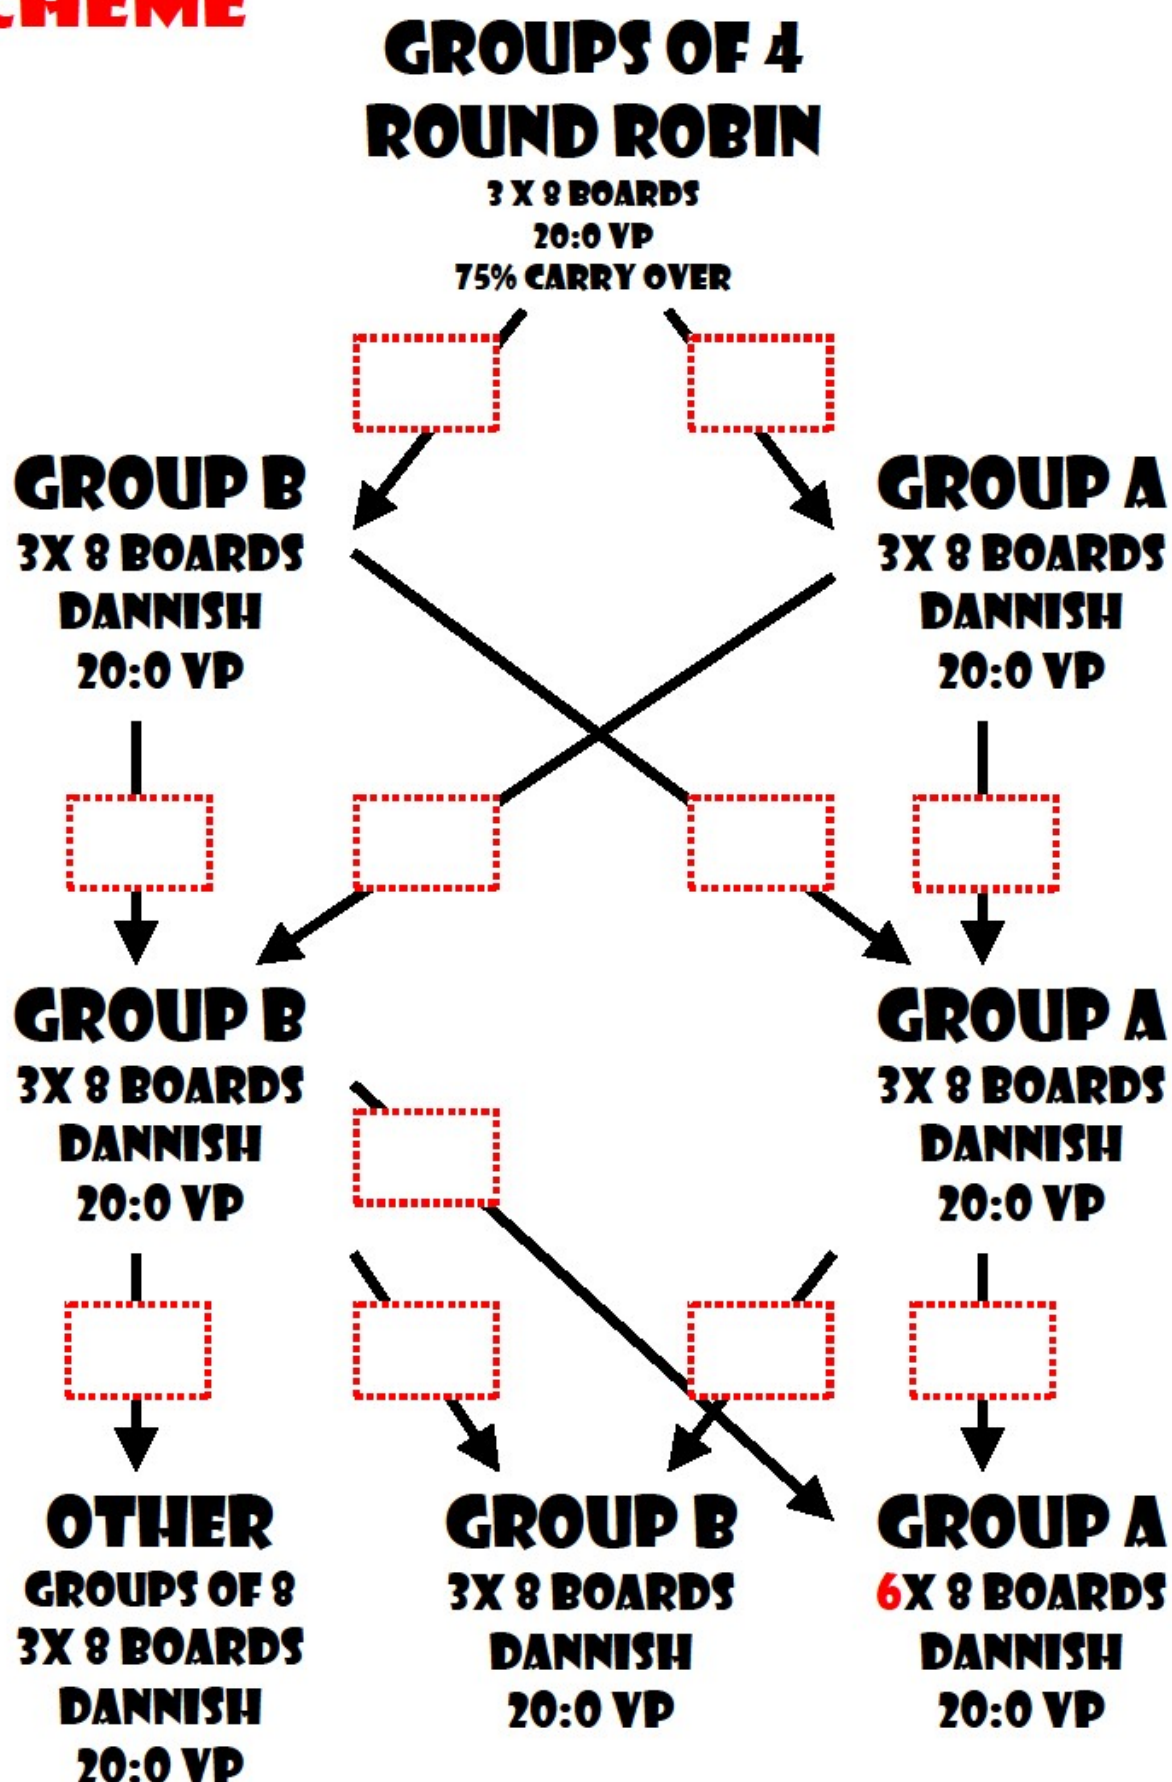 GROUPS OF 4
ROUND ROBIN
3 X 8 BOARDS
20:0 VP
75% CARRY OVER
GROUP B
3X 8 BOARDS
DANNISH
20:0 VP
GROUP A
3X 8 BOARDS
DANNISH
20:0 VP
GROUP B
3X 8 BOARDS
DANNISH
20:0 VP
GROUP A
3X 8 BOARDS
DANNISH
20:0 VP
OTHER
GROUPS OF 8
3X 8 BOARDS
DANNISH
20:0 VP
GROUP B
3X 8 BOARDS
DANNISH
20:0 VP
GROUP A
6X 8 BOARDS
DANNISH
20:0 VP